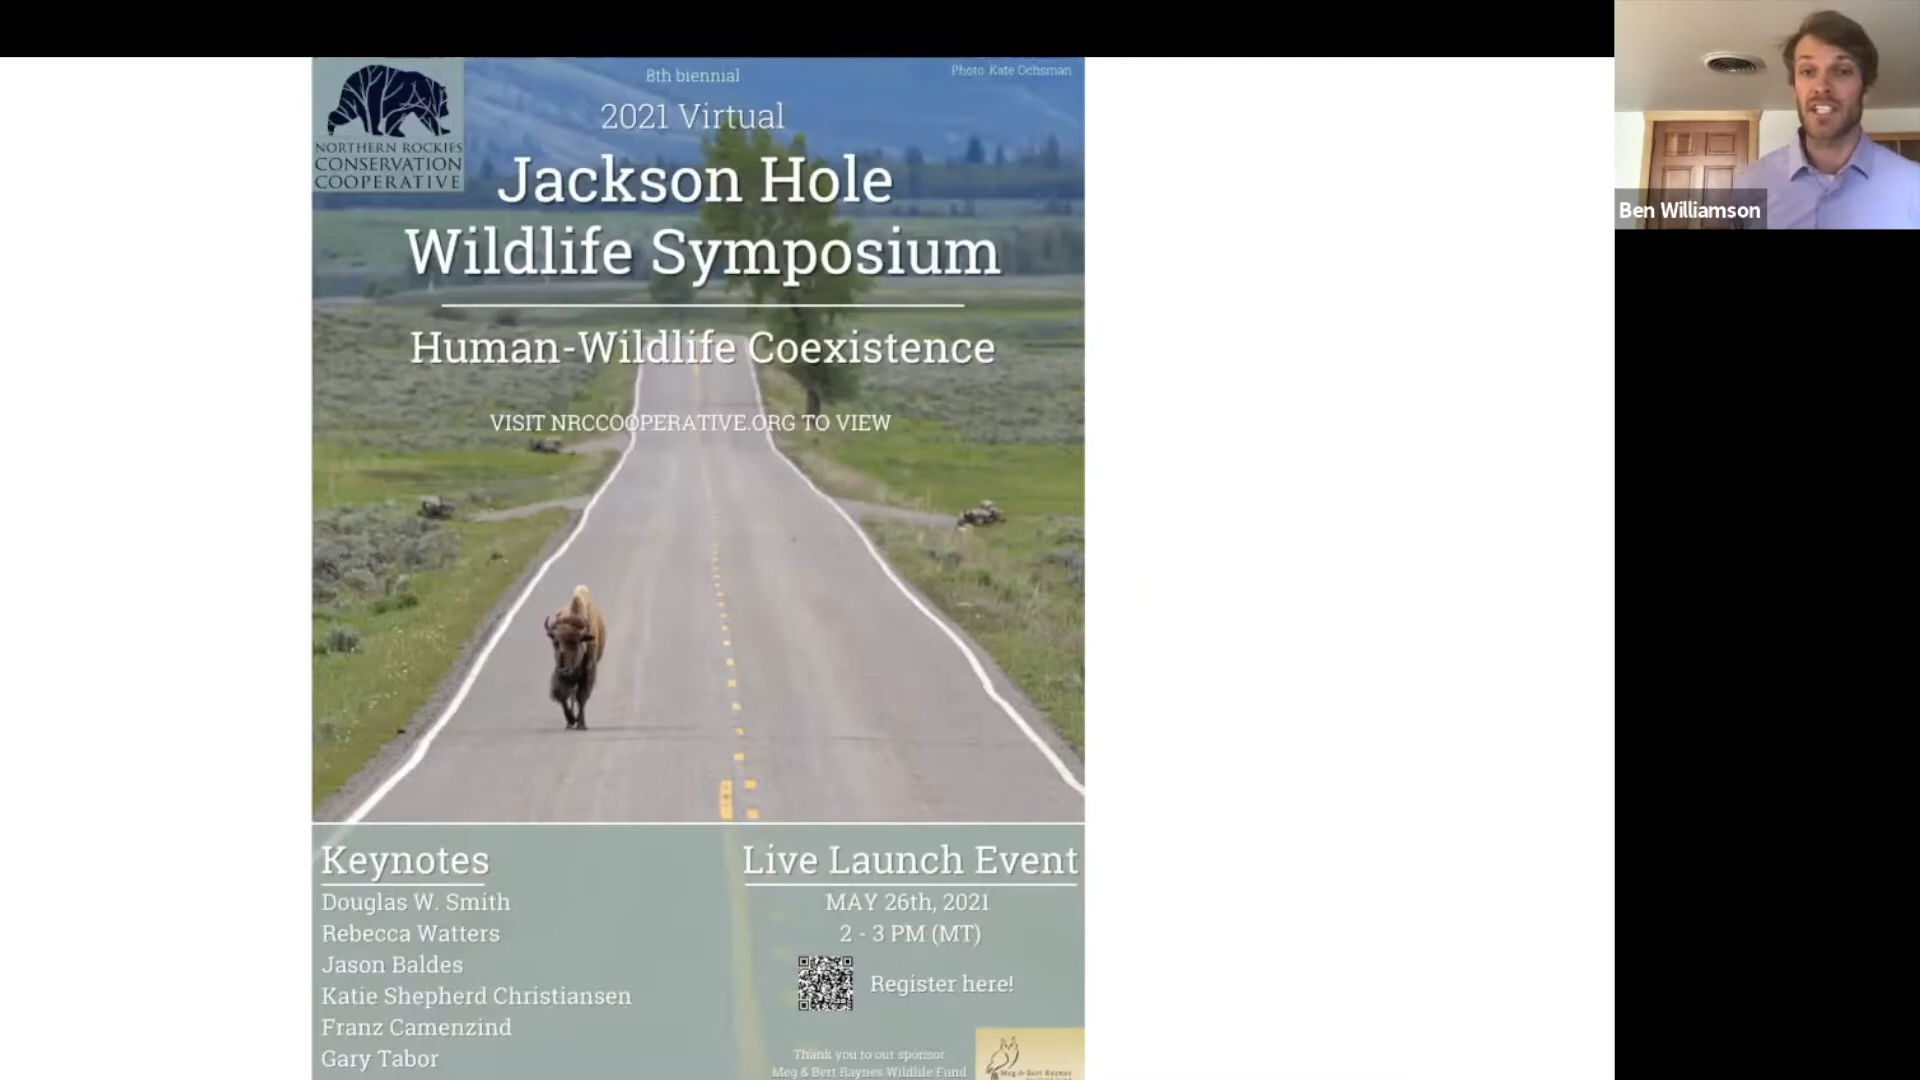 8th biennial
Photo Kate Ochsman
2021 Virtual
NORTHERN ROCKIES
CONSERVATION
COOPERATIVE
Jackson Hole
Wildlife Symposium
Human-Wildlife Coexistence
VISIT NRCCOOPERATIVE.ORG TO VIEW
Keynotes
Douglas W. Smith
Rebecca Watters
Jason Baldes
Katie Shepherd Christiansen
Franz Camenzind
Gary Tabor
Live Launch Event
MAY 26th, 2021
2 - 3 PM (MT)
Register here!
Thank you to our sponsor
Meg & Bert Raynes Wildlife Fund
Meg & Bert Raynes
Ben Williamson